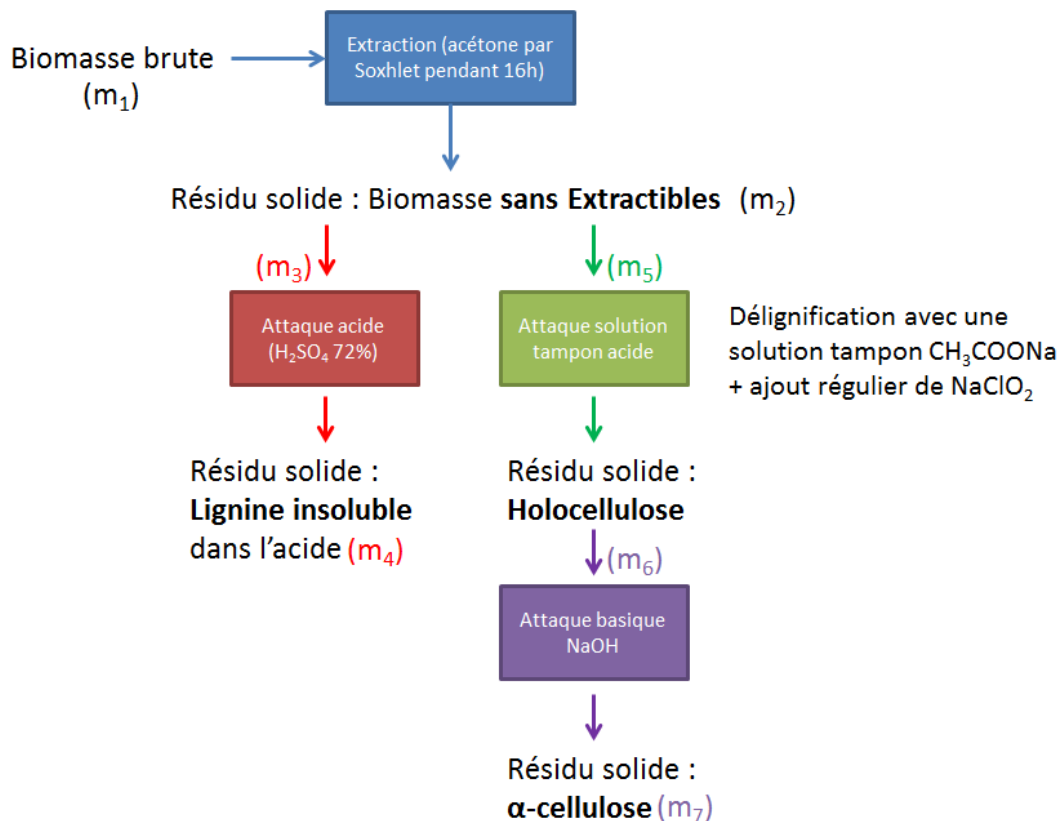 Biomasse brute
(m₁)
Extraction (acétone par
Soxhlet pendant 16h)
Résidu solide : Biomasse sans Extractibles (m₂)
(m₃)
(m₅)
Attaque acide
(H₂SO₄ 72%)
Attaque solution
tampon acide
Délignification avec une
solution tampon CH₃COONa
+ ajout régulier de NaClO₂
Résidu solide :
Lignine insoluble
dans l’acide (m₄)
Résidu solide :
Holocellulose
(m₆)
Attaque basique
NaOH
Résidu solide :
α-cellulose (m₇)